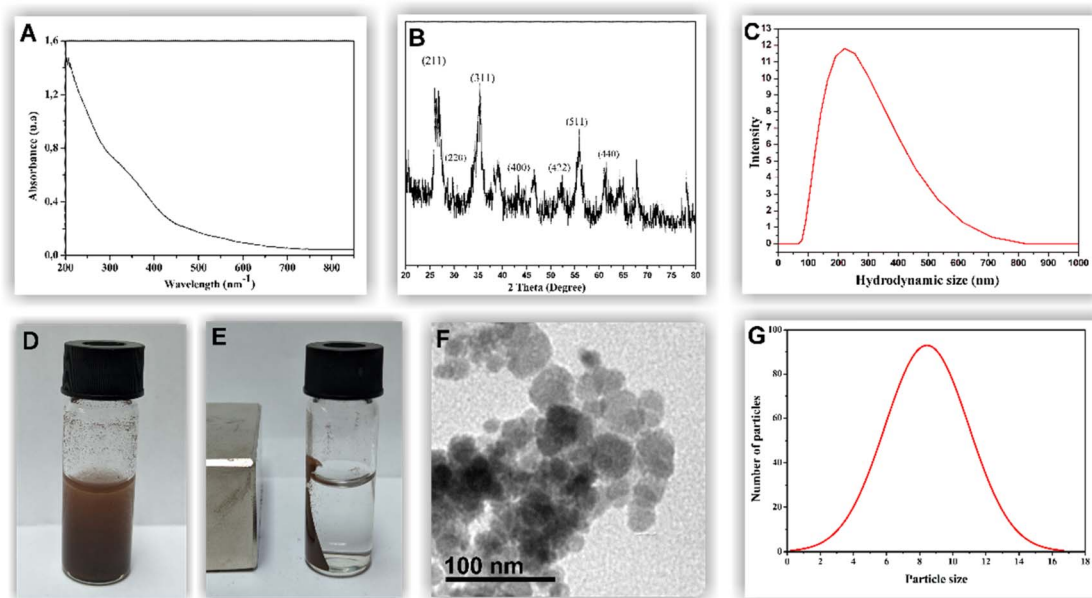 A
1,6
1,2
0,8
0,4
0,0
Absorbance (u.a)
200 300 400 500 600 700 800
Wavelength (nm⁻¹)
B
(211)
(311)
(220)
(400)
(422)
(511)
(440)
20 25 30 35 40 45 50 55 60 65 70 75 80
2 Theta (Degree)
C
13
12
11
10
9
8
7
6
5
4
3
2
1
0
Intensity
0 100 200 300 400 500 600 700 800 900 1000
Hydrodynamic size (nm)
D
E
F
100 nm
G
100
80
60
40
20
0
Number of particles
0 2 4 6 8 10 12 14 16 18
Particle size